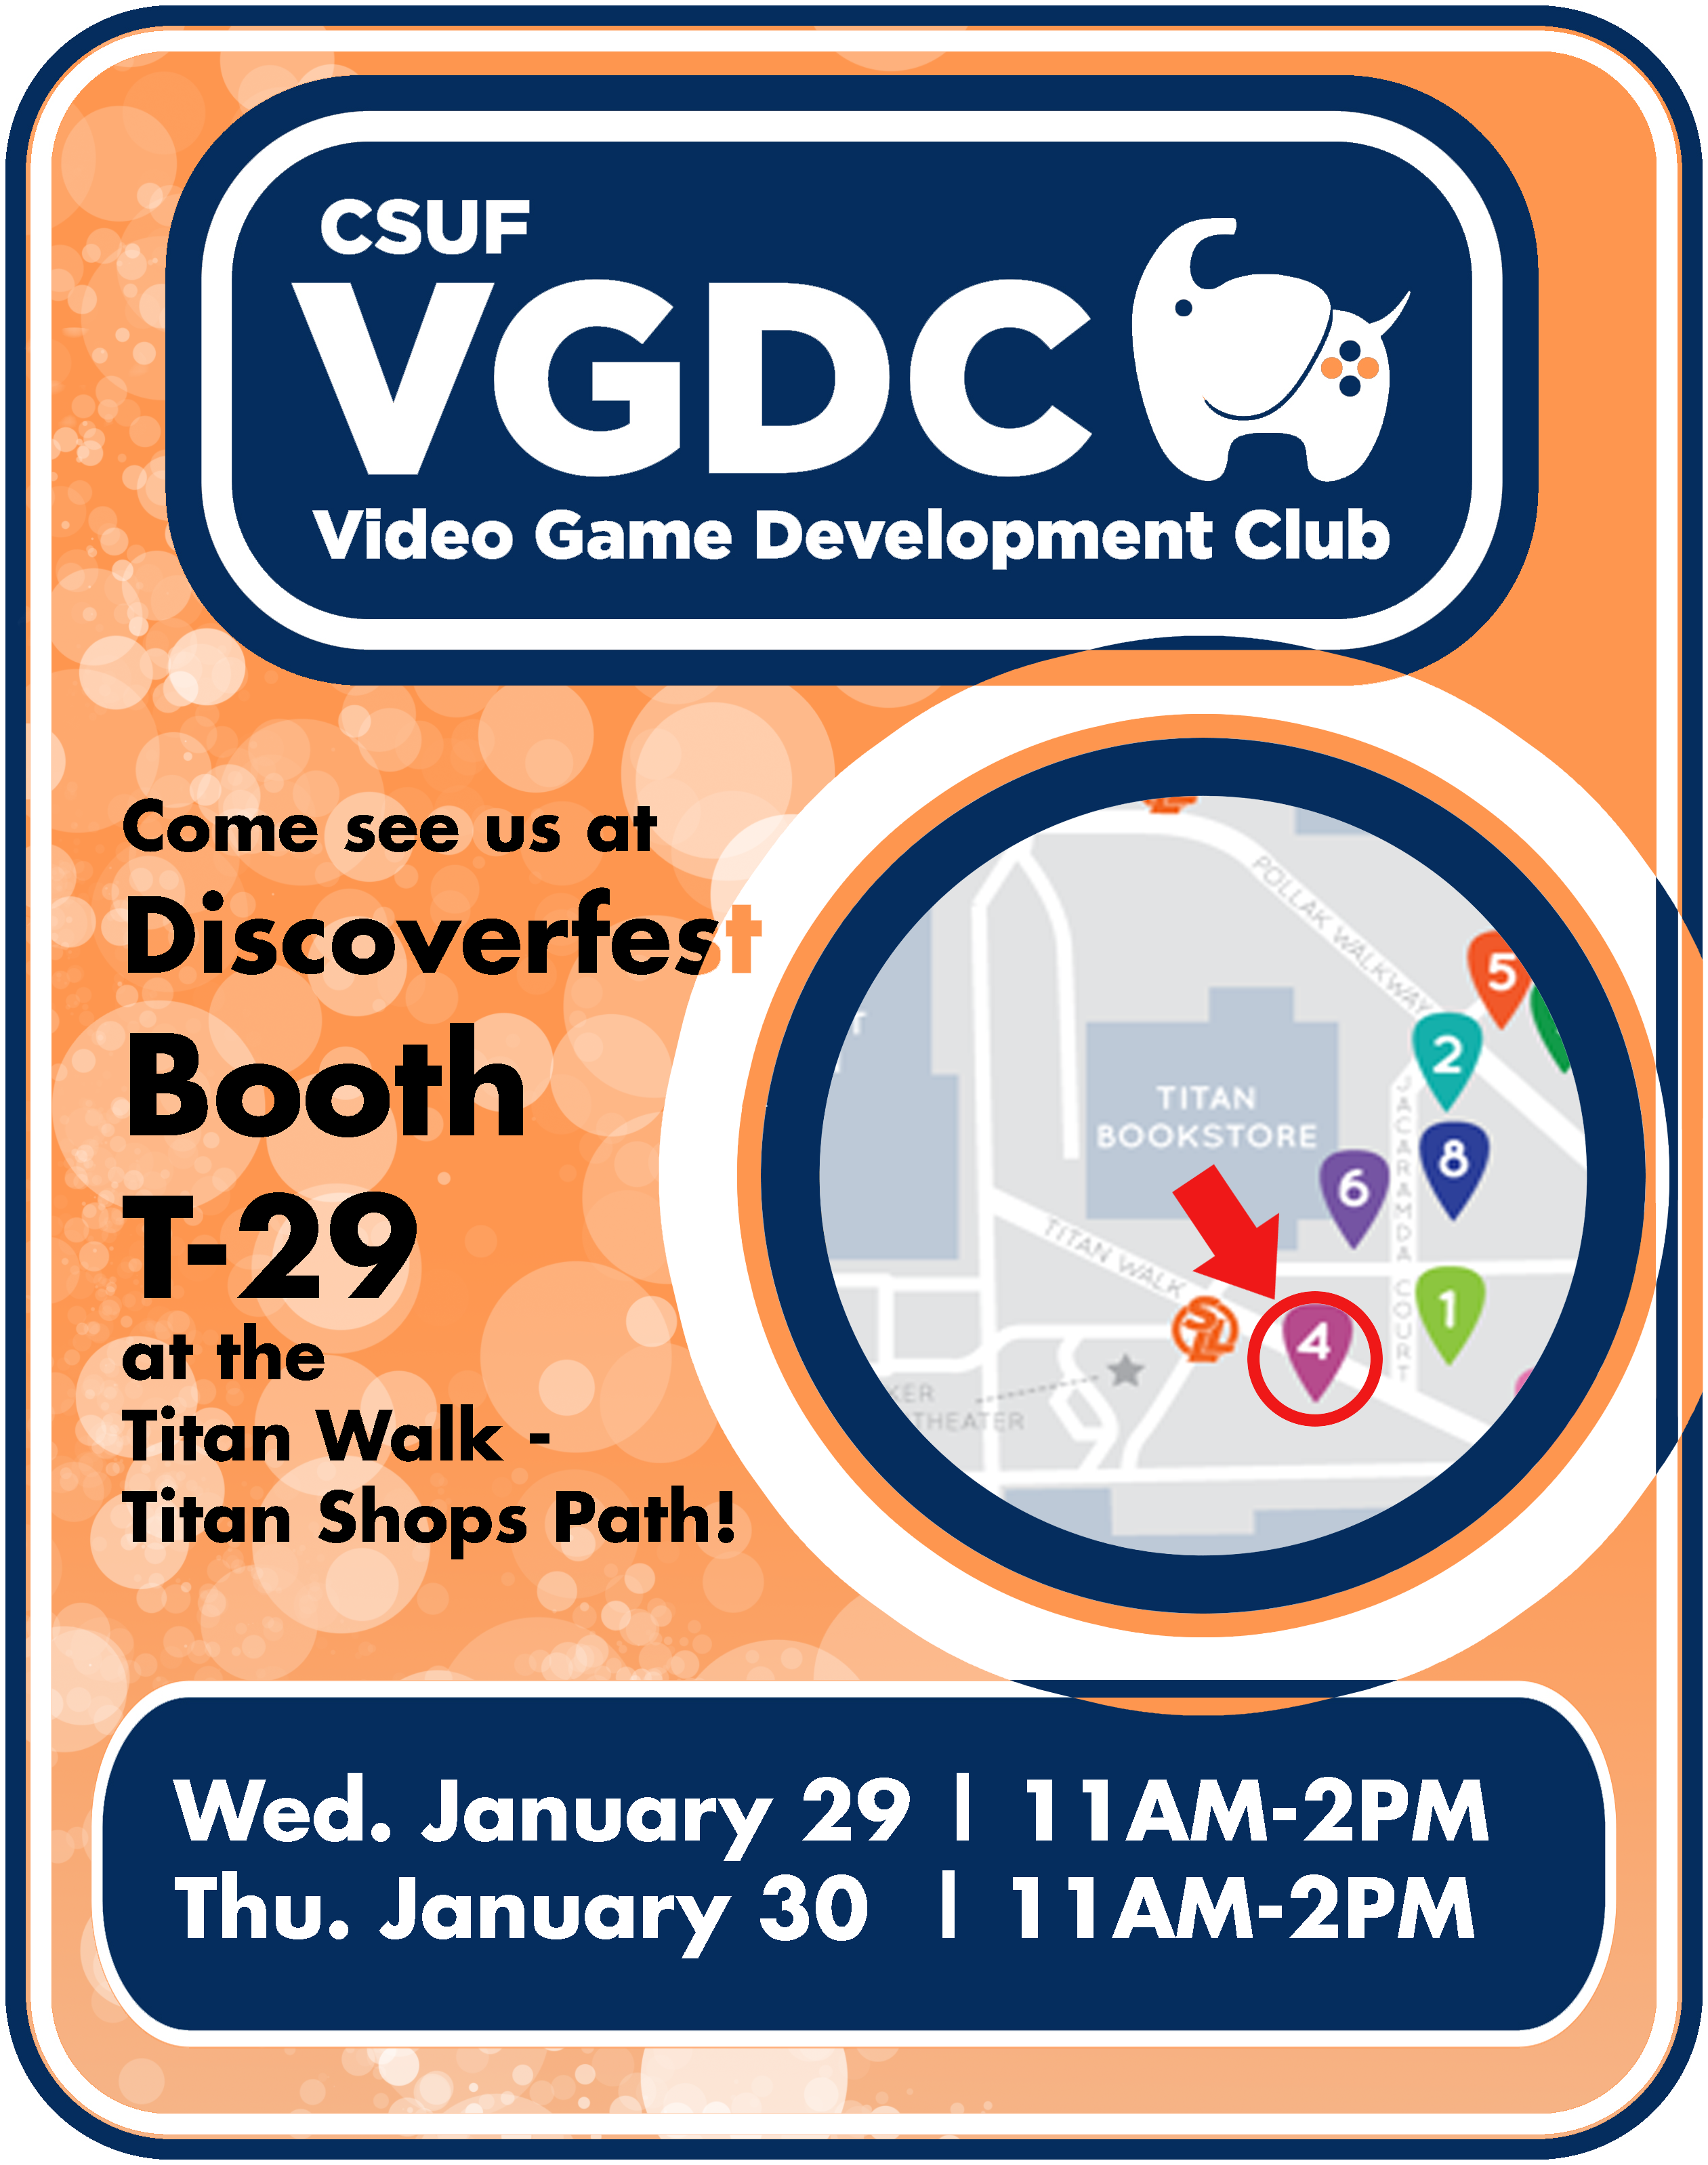 CSUF
VGDC
Video Game Development Club
Come see us at
Discoverfest
Booth
T-29
at the
Titan Walk -
Titan Shops Path!
POLLAK WALKWAY
5
2
TITAN
BOOKSTORE
8
6
JACARAMDA COURT
TITAN WALK
SL
4
1
THEATER
Wed. January 29 | 11AM-2PM
Thu. January 30 | 11AM-2PM